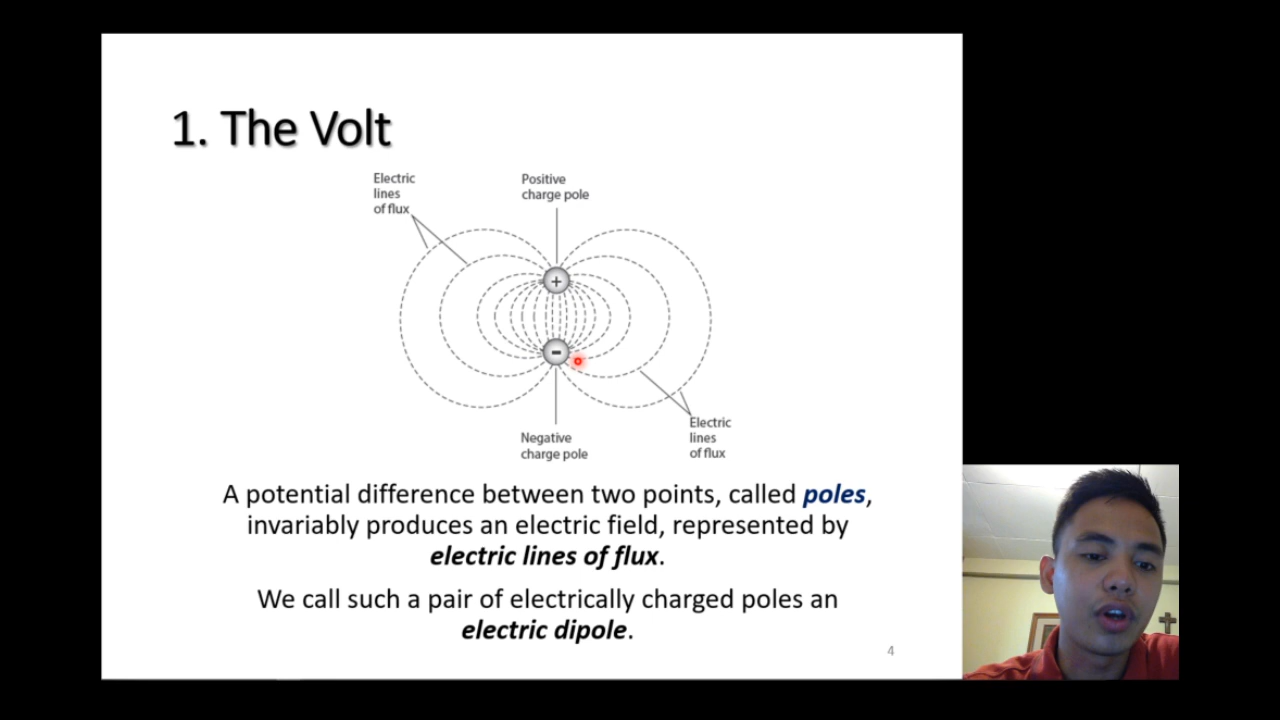 1. The Volt
Electric
lines
of flux
Positive
charge pole
+
-
Negative
charge pole
Electric
lines
of flux
A potential difference between two points, called poles,
invariably produces an electric field, represented by
electric lines of flux.
We call such a pair of electrically charged poles an
electric dipole.
4